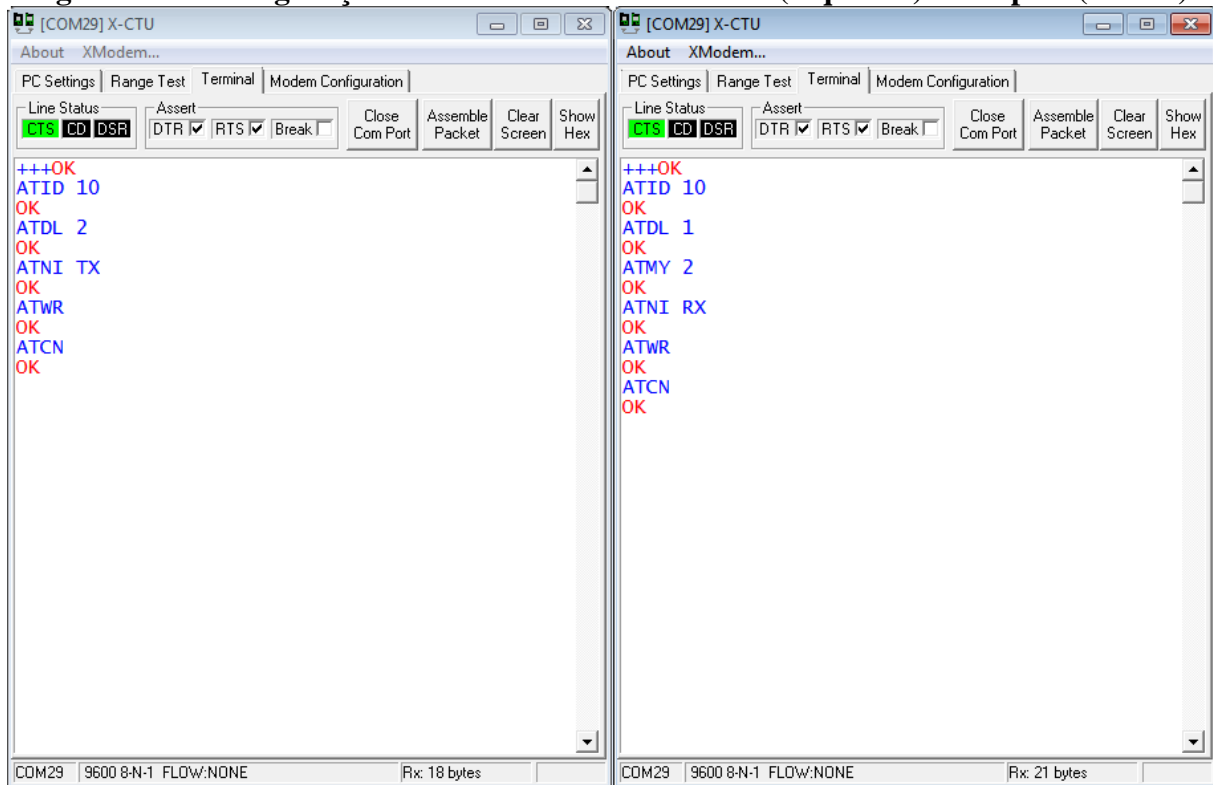 [COM29] X-CTU
About XModem...
PC Settings Range Test Terminal Modem Configuration
Line Status
CTS CD DSR
Assert
DTR RTS Break
Close Com Port
Assemble Packet
Clear Screen
Show Hex
+++OK
ATID 10
OK
ATDL 2
OK
ATNI TX
OK
ATWR
OK
ATCN
OK
COM29 9600 8-N-1 FLOW:NONE Rx: 18 bytes
[COM29] X-CTU
About XModem...
PC Settings Range Test Terminal Modem Configuration
Line Status
CTS CD DSR
Assert
DTR RTS Break
Close Com Port
Assemble Packet
Clear Screen
Show Hex
+++OK
ATID 10
OK
ATDL 1
OK
ATMY 2
OK
ATNI RX
OK
ATWR
OK
ATCN
OK
COM29 9600 8-N-1 FLOW:NONE Rx: 21 bytes